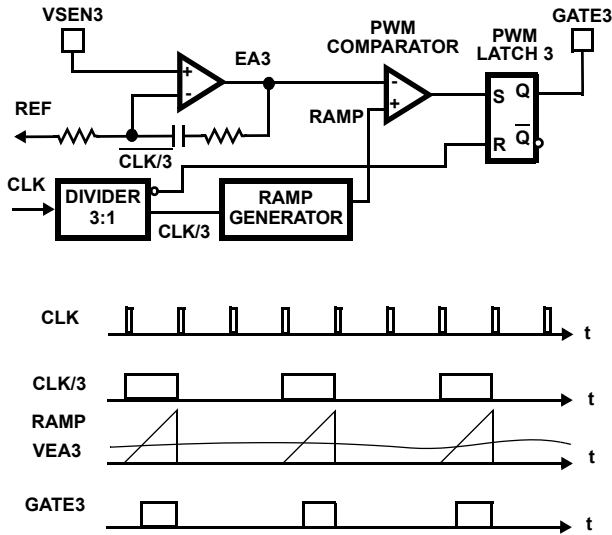 VSEN3
GATE3
PWM
COMPARATOR
PWM
LATCH 3
EA3
+
-
-
+
S Q
R Q
REF
RAMP
CLK/3
CLK
DIVIDER
3:1
RAMP
GENERATOR
CLK/3
CLK
t
CLK/3
t
RAMP
VEA3
t
GATE3
t